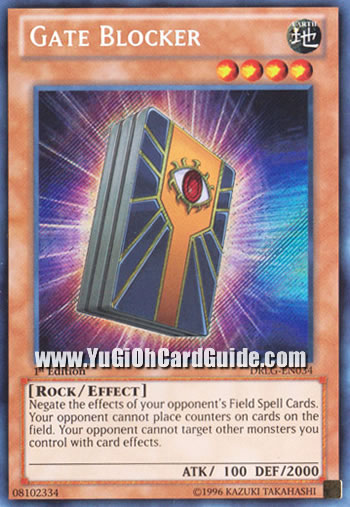 GATE BLOCKER
EARTH
地
www.YuGiOhCardGuide.com
1st Edition
DRLG-EN034
[ROCK/EFFECT]
Negate the effects of your opponent's Field Spell Cards.
Your opponent cannot place counters on cards on the
field. Your opponent cannot target other monsters you
control with card effects.
ATK/ 100 DEF/2000
08102334
©1996 KAZUKI TAKAHASHI